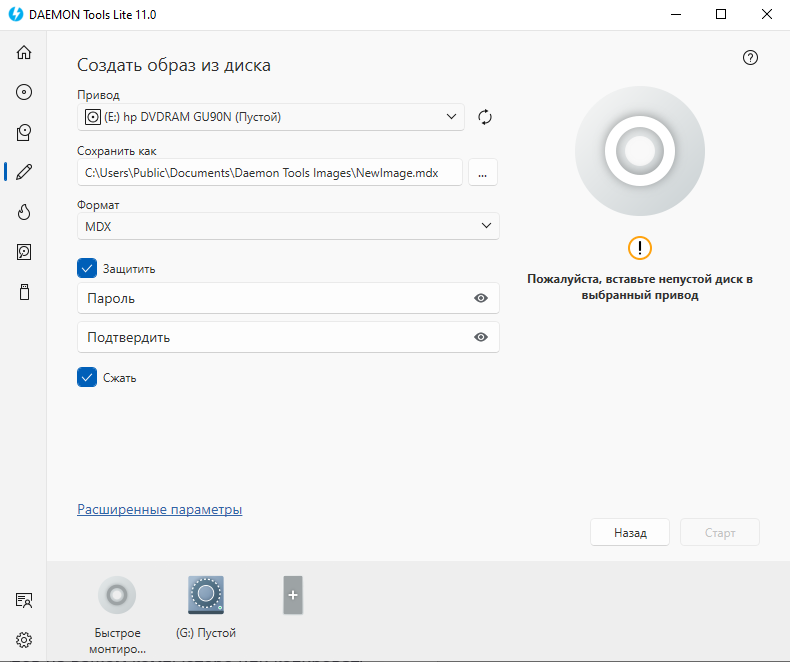 DAEMON Tools Lite 11.0
Создать образ из диска
Привод
(E:) hp DVDRAM GU90N (Пустой)
Сохранить как
C:\Users\Public\Documents\Daemon Tools Images\NewImage.mdx
...
Формат
MDX
Защитить
Пароль
Подтвердить
Сжать
Пожалуйста, вставьте непустой диск в
выбранный привод
Расширенные параметры
Назад
Старт
Быстрое
монтиро...
(G:) Пустой